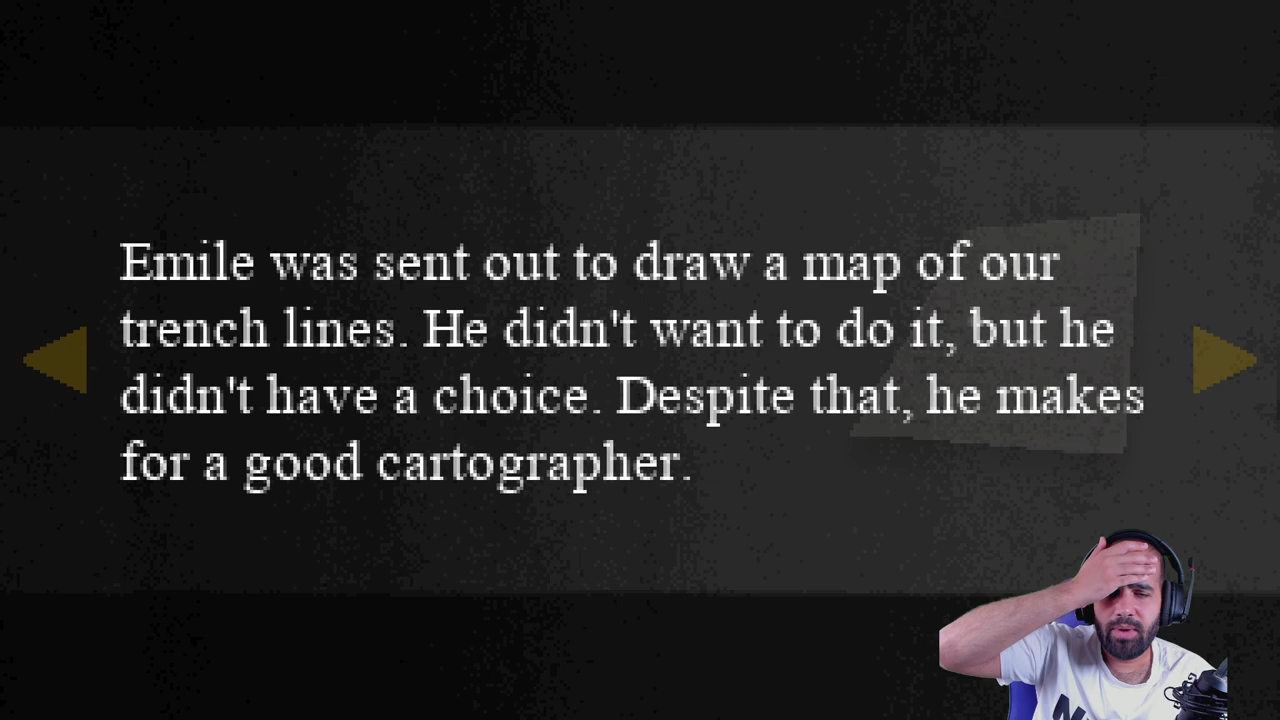 Emile was sent out to draw a map of our
trench lines. He didn't want to do it, but he
didn't have a choice. Despite that, he makes
for a good cartographer.